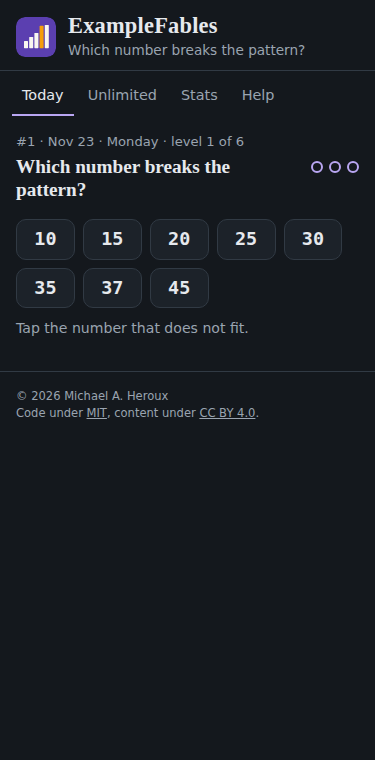 ExampleFables
Which number breaks the pattern?
Today Unlimited Stats Help
#1 · Nov 23 · Monday · level 1 of 6
Which number breaks the
pattern?
10 15 20 25 30
35 37 45
Tap the number that does not fit.
© 2026 Michael A. Heroux
Code under MIT, content under CC BY 4.0.